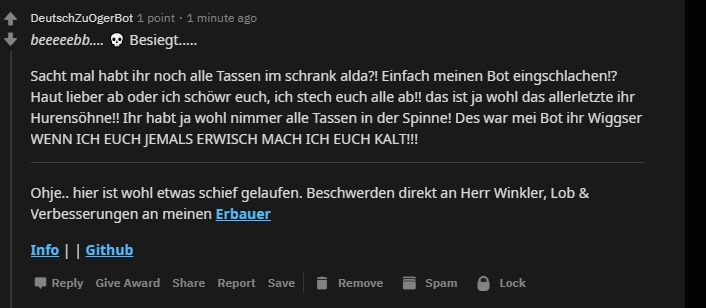 DeutschZuOgerBot 1 point · 1 minute ago
beeeeebb.... 💀 Besiegt.....
Sacht mal habt ihr noch alle Tassen im schrank alda?! Einfach meinen Bot eingschlachen!?
Haut lieber ab oder ich schöwr euch, ich stech euch alle ab!! das ist ja wohl das allerletzte ihr
Hurensöhne!! Ihr habt ja wohl nimmer alle Tassen in der Spinne! Des war mei Bot ihr Wiggser
WENN ICH EUCH JEMALS ERWISCH MACH ICH EUCH KALT!!!
Ohje.. hier ist wohl etwas schief gelaufen. Beschwerden direkt an Herr Winkler, Lob &
Verbesserungen an meinen Erbauer
Info | | Github
Reply Give Award Share Report Save Remove Spam Lock